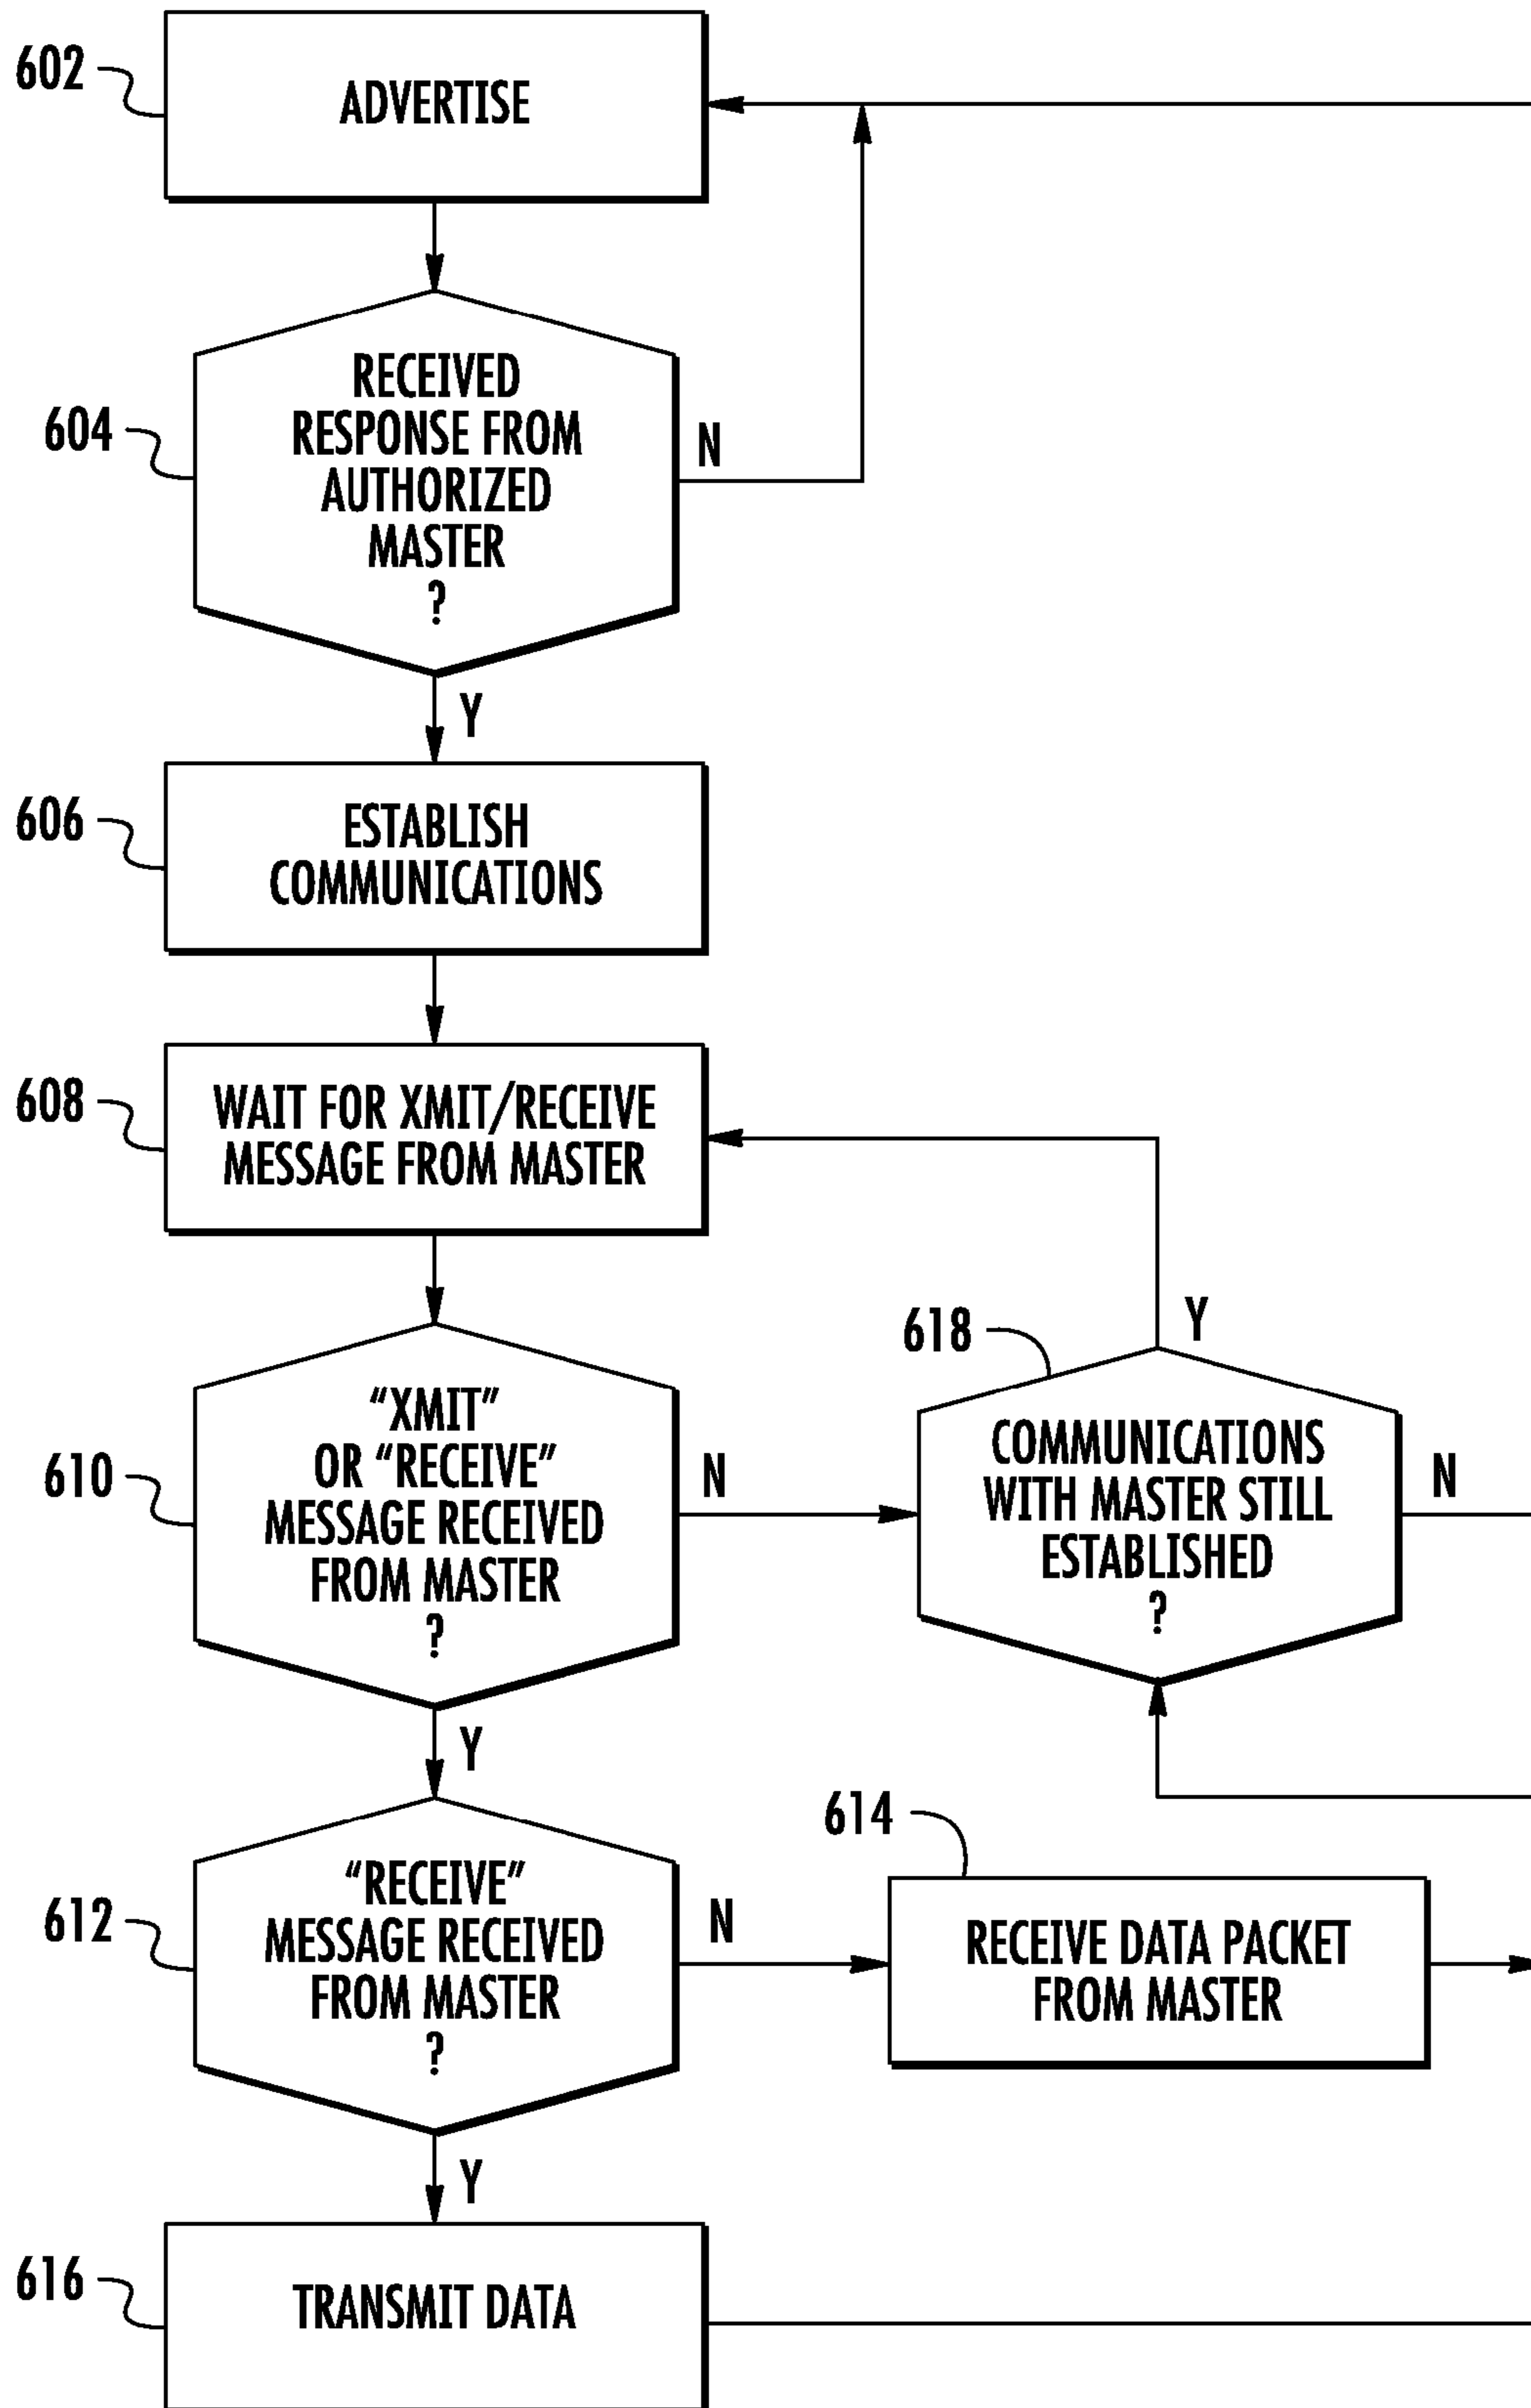 602
ADVERTISE
604
RECEIVED
RESPONSE FROM
AUTHORIZED
MASTER
?
N
Y
606
ESTABLISH
COMMUNICATIONS
608
WAIT FOR XMIT/RECEIVE
MESSAGE FROM MASTER
610
“XMIT”
OR “RECEIVE”
MESSAGE RECEIVED
FROM MASTER
?
N
Y
618
Y
COMMUNICATIONS
WITH MASTER STILL
ESTABLISHED
?
N
612
“RECEIVE”
MESSAGE RECEIVED
FROM MASTER
?
N
Y
614
RECEIVE DATA PACKET
FROM MASTER
616
TRANSMIT DATA